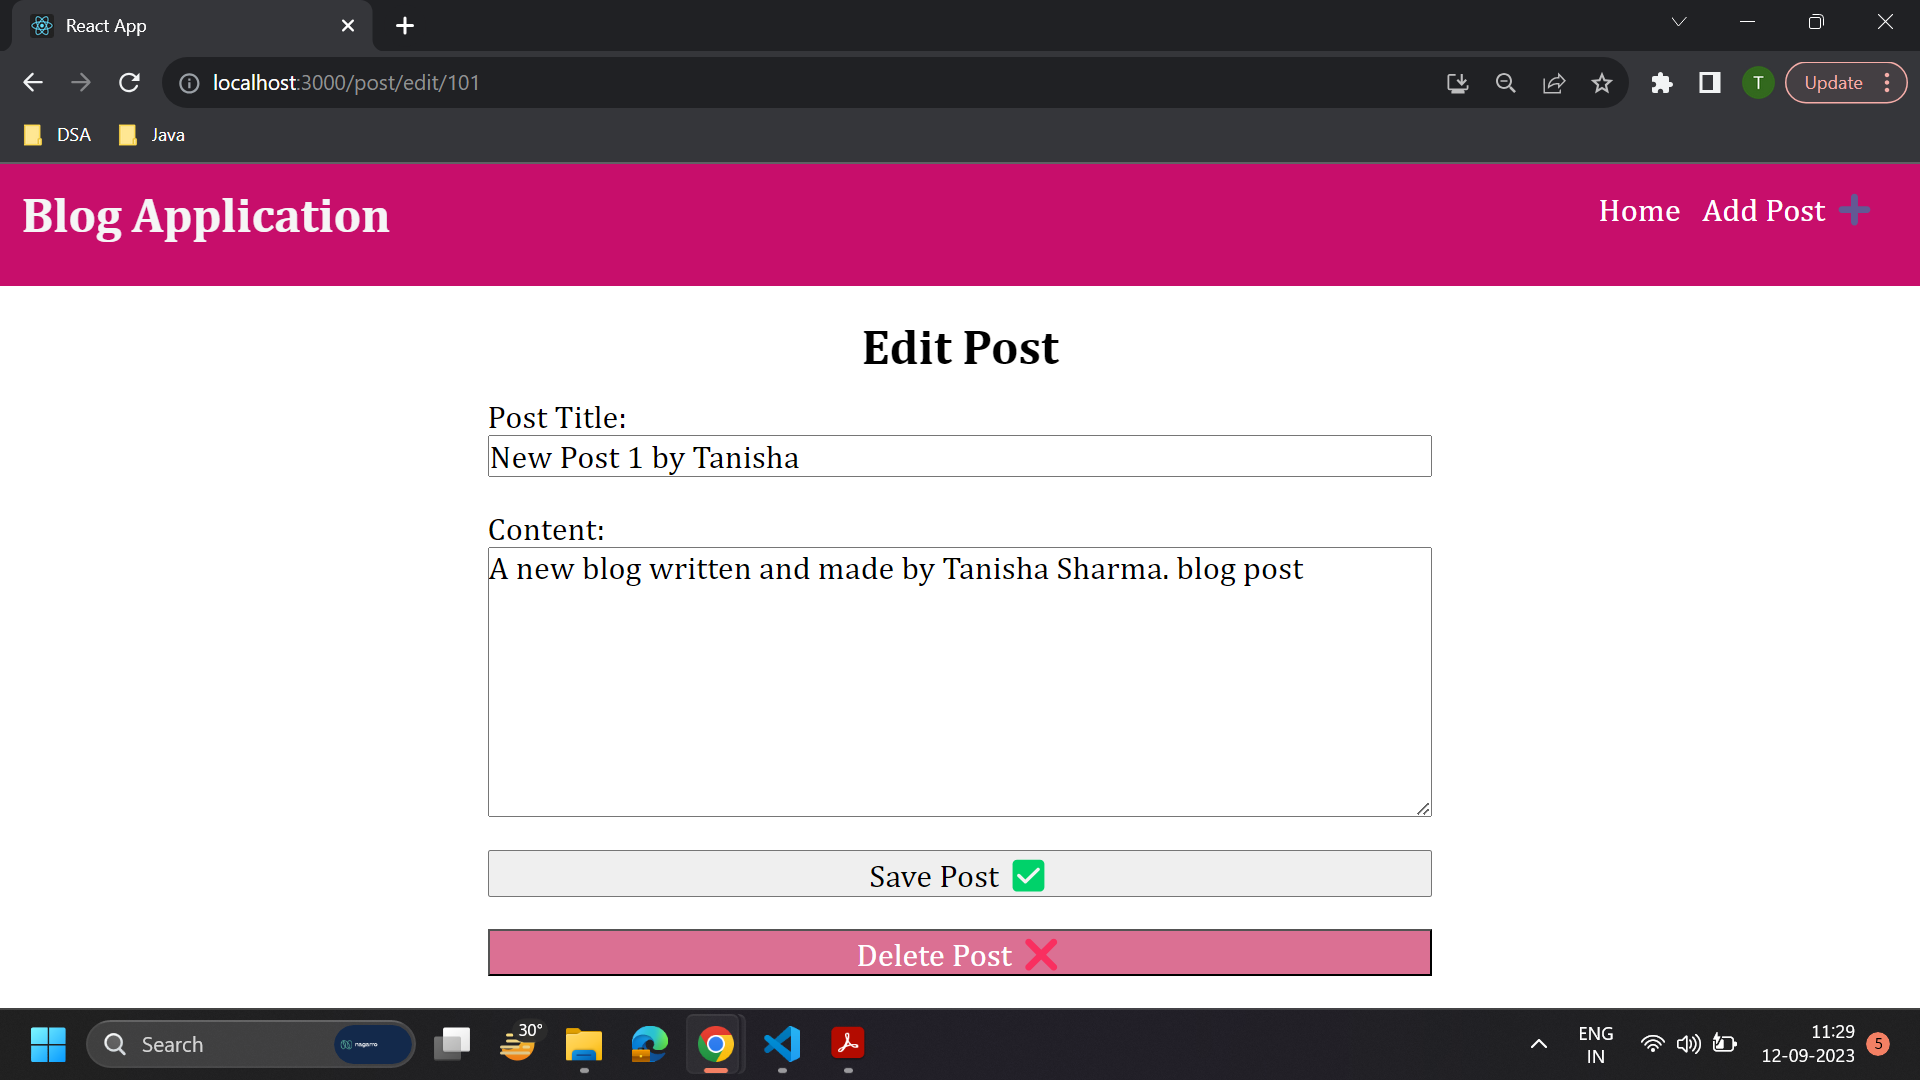 React App
localhost:3000/post/edit/101
T
Update
DSA
Java
Blog Application
Home
Add Post
Edit Post
Post Title:
New Post 1 by Tanisha
Content:
A new blog written and made by Tanisha Sharma. blog post
Save Post
Delete Post
Search
nagarro
30°
ENG
IN
11:29
12-09-2023
5